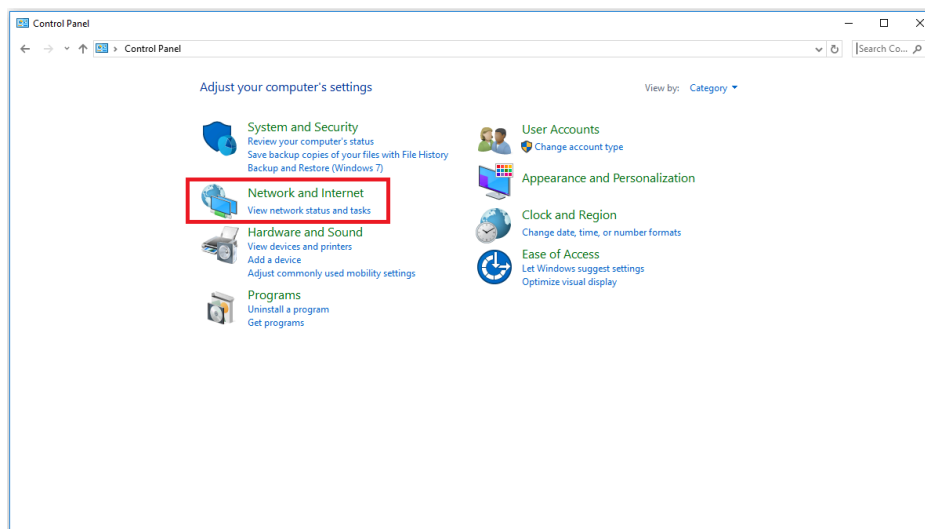 Control Panel
Control Panel
Search Co...
Adjust your computer's settings
View by: Category
System and Security
Review your computer's status
Save backup copies of your files with File History
Backup and Restore (Windows 7)
Network and Internet
View network status and tasks
Hardware and Sound
View devices and printers
Add a device
Adjust commonly used mobility settings
Programs
Uninstall a program
Get programs
User Accounts
Change account type
Appearance and Personalization
Clock and Region
Change date, time, or number formats
Ease of Access
Let Windows suggest settings
Optimize visual display